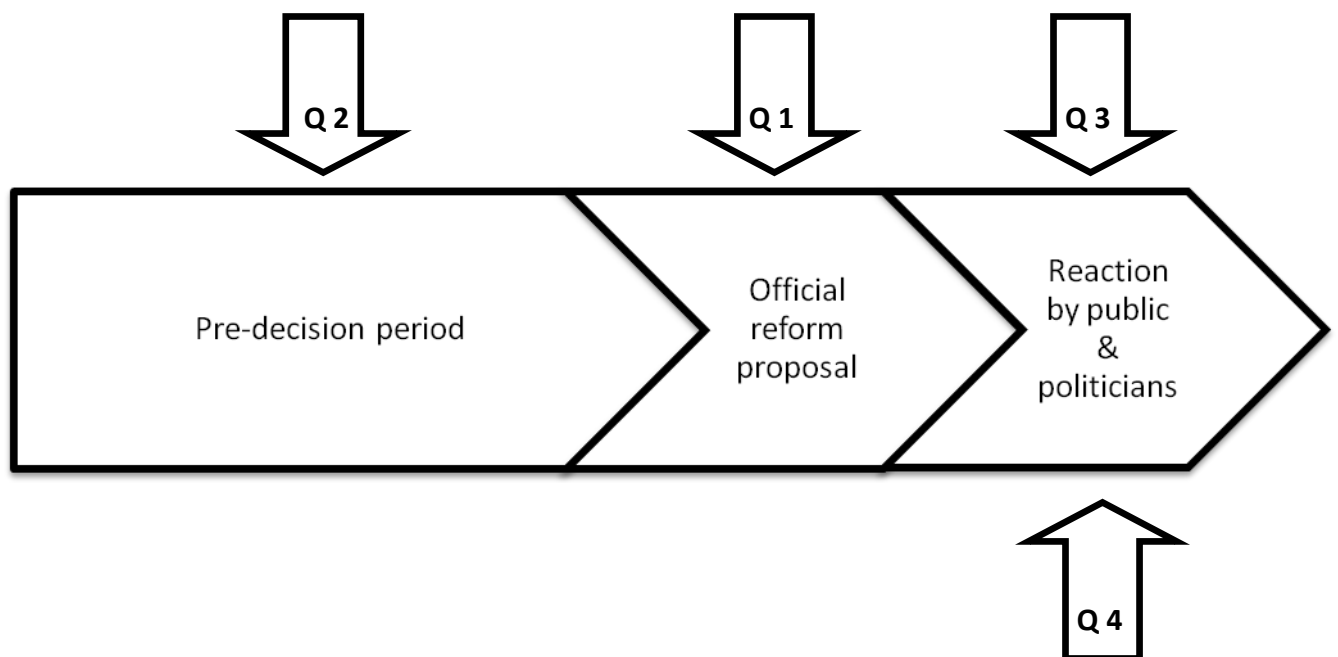 Q 2
Q 1
Q 3
Pre-decision period
Official
reform
proposal
Reaction
by public
&
politicians
Q 4